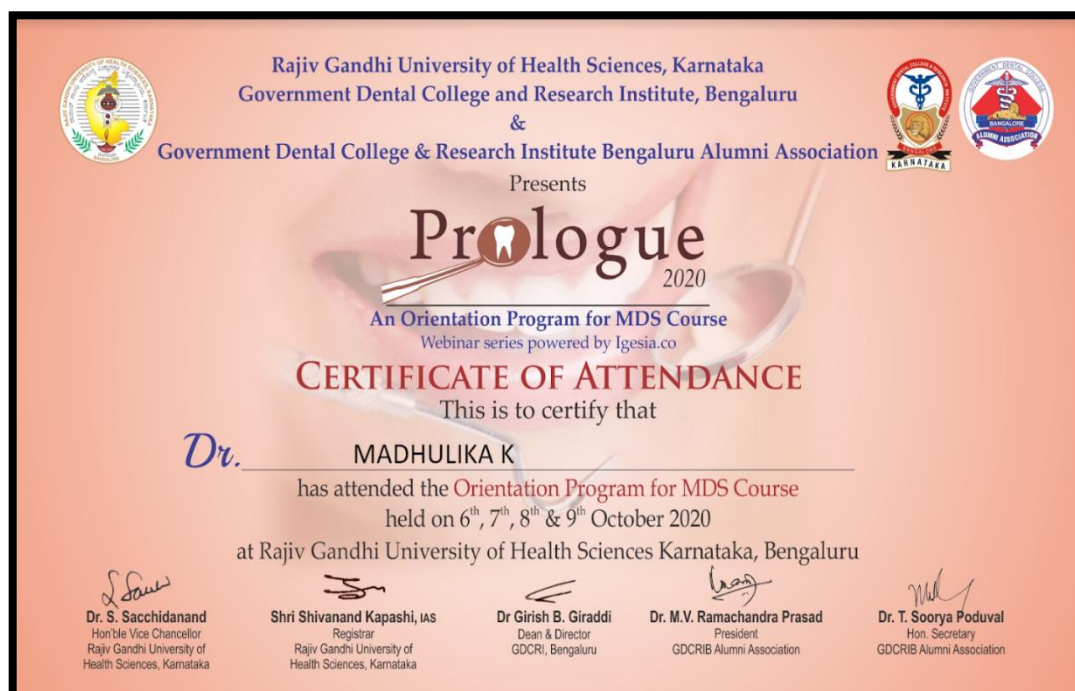 Rajiv Gandhi University of Health Sciences, Karnataka
Government Dental College and Research Institute, Bengaluru
&
Government Dental College & Research Institute Bengaluru Alumni Association
KARNATAKA
BANGALORE
ALUMNI ASSOCIATION
Presents
Prologue
2020
An Orientation Program for MDS Course
Webinar series powered by Igesia.co
CERTIFICATE OF ATTENDANCE
This is to certify that
Dr. MADHULIKA K
has attended the Orientation Program for MDS Course
held on 6th, 7th, 8th & 9th October 2020
at Rajiv Gandhi University of Health Sciences Karnataka, Bengaluru
Dr. S. Sacchidanand
Hon'ble Vice Chancellor
Rajiv Gandhi University of
Health Sciences, Karnataka
Shri Shivanand Kapashi, IAS
Registrar
Rajiv Gandhi University of
Health Sciences, Karnataka
Dr Girish B. Giraddi
Dean & Director
GDCRI, Bengaluru
Dr. M.V. Ramachandra Prasad
President
GDCRIB Alumni Association
Dr. T. Soorya Poduval
Hon. Secretary
GDCRIB Alumni Association